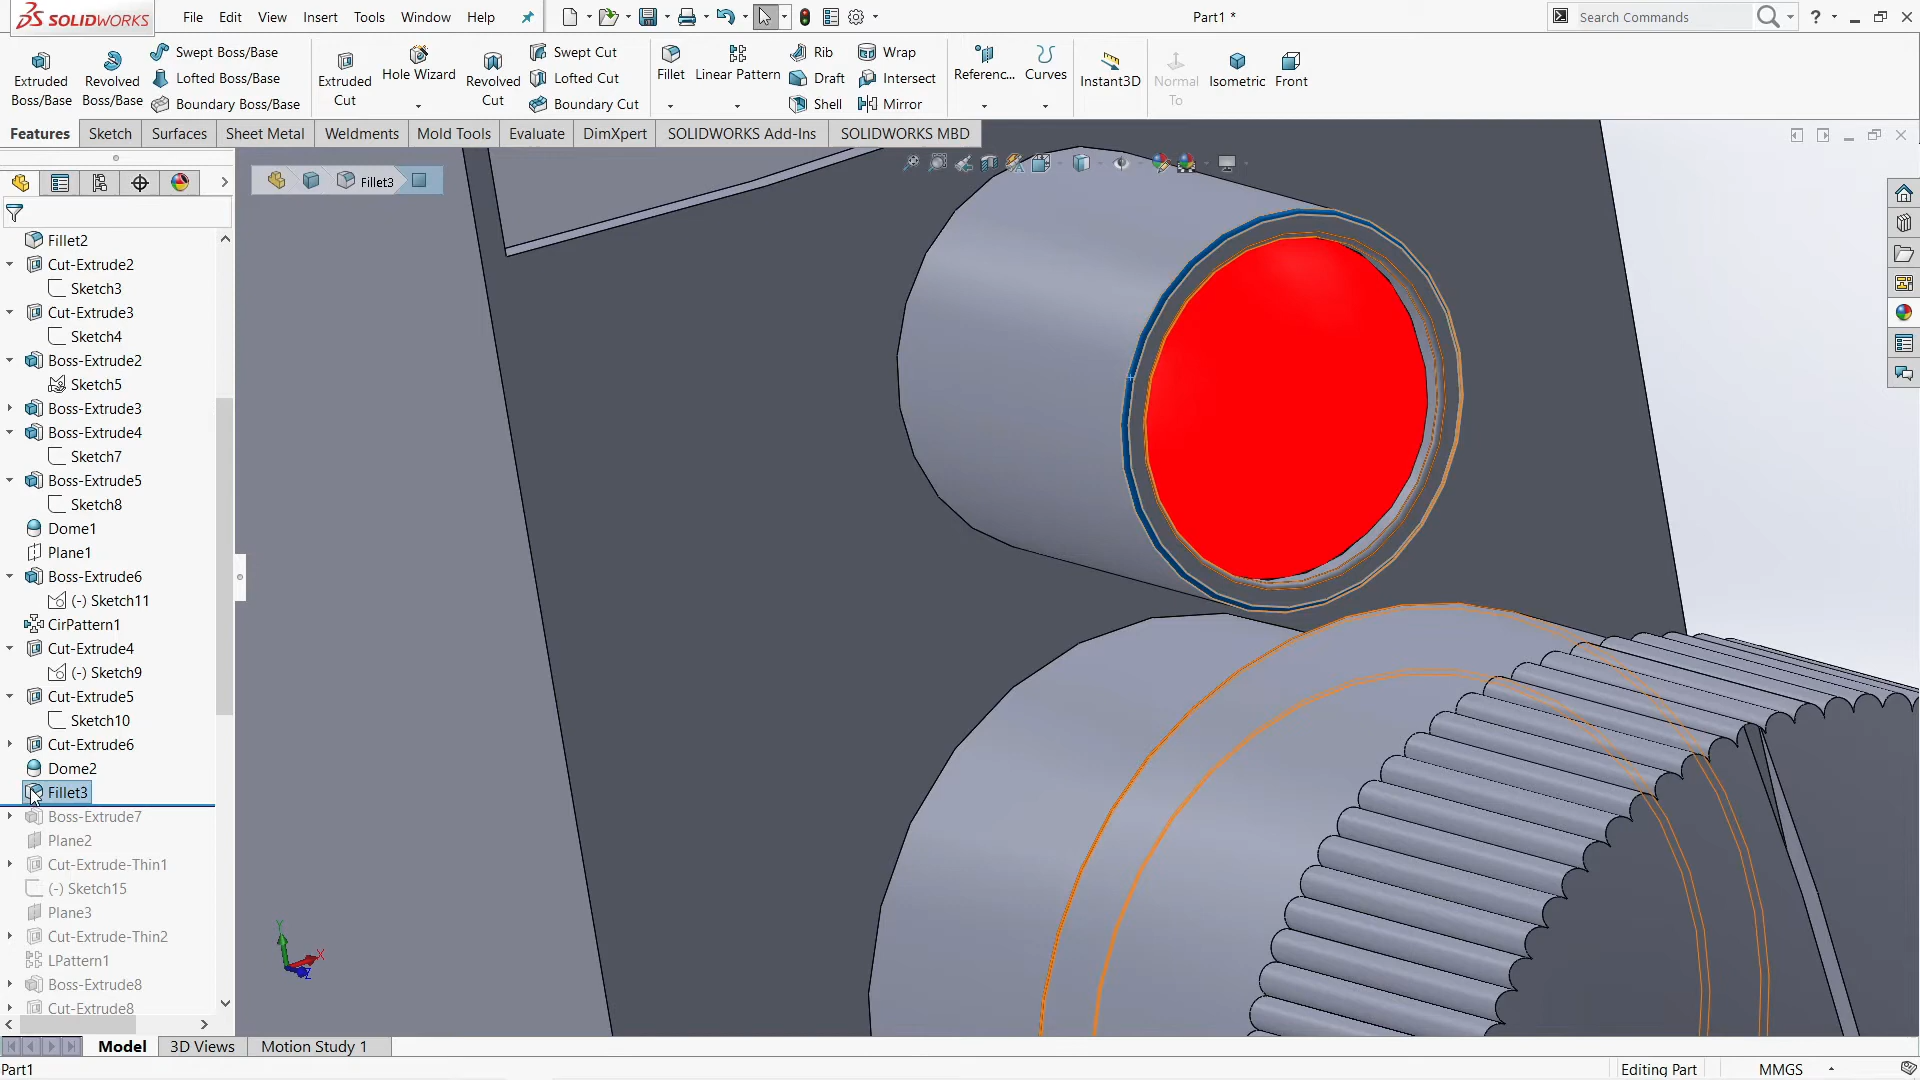 SOLIDWORKS File Edit View Insert Tools Window Help Part1 * Search Commands ?
Extruded Boss/Base
Revolved Boss/Base
Swept Boss/Base
Lofted Boss/Base
Boundary Boss/Base
Extruded Cut
Hole Wizard
Revolved Cut
Swept Cut
Lofted Cut
Boundary Cut
Fillet
Linear Pattern
Rib
Draft
Shell
Wrap
Intersect
Mirror
Referenc...
Curves
Instant3D
Normal To
Isometric
Front
Features Sketch Surfaces Sheet Metal Weldments Mold Tools Evaluate DimXpert SOLIDWORKS Add-Ins SOLIDWORKS MBD
Fillet3
Fillet2
Cut-Extrude2
Sketch3
Cut-Extrude3
Sketch4
Boss-Extrude2
Sketch5
Boss-Extrude3
Boss-Extrude4
Sketch7
Boss-Extrude5
Sketch8
Dome1
Plane1
Boss-Extrude6
(-) Sketch11
CirPattern1
Cut-Extrude4
(-) Sketch9
Cut-Extrude5
Sketch10
Cut-Extrude6
Dome2
Fillet3
Boss-Extrude7
Plane2
Cut-Extrude-Thin1
(-) Sketch15
Plane3
Cut-Extrude-Thin2
LPattern1
Boss-Extrude8
Cut-Extrude8
Y
X
Z
Model 3D Views Motion Study 1
Part1 Editing Part MMGS